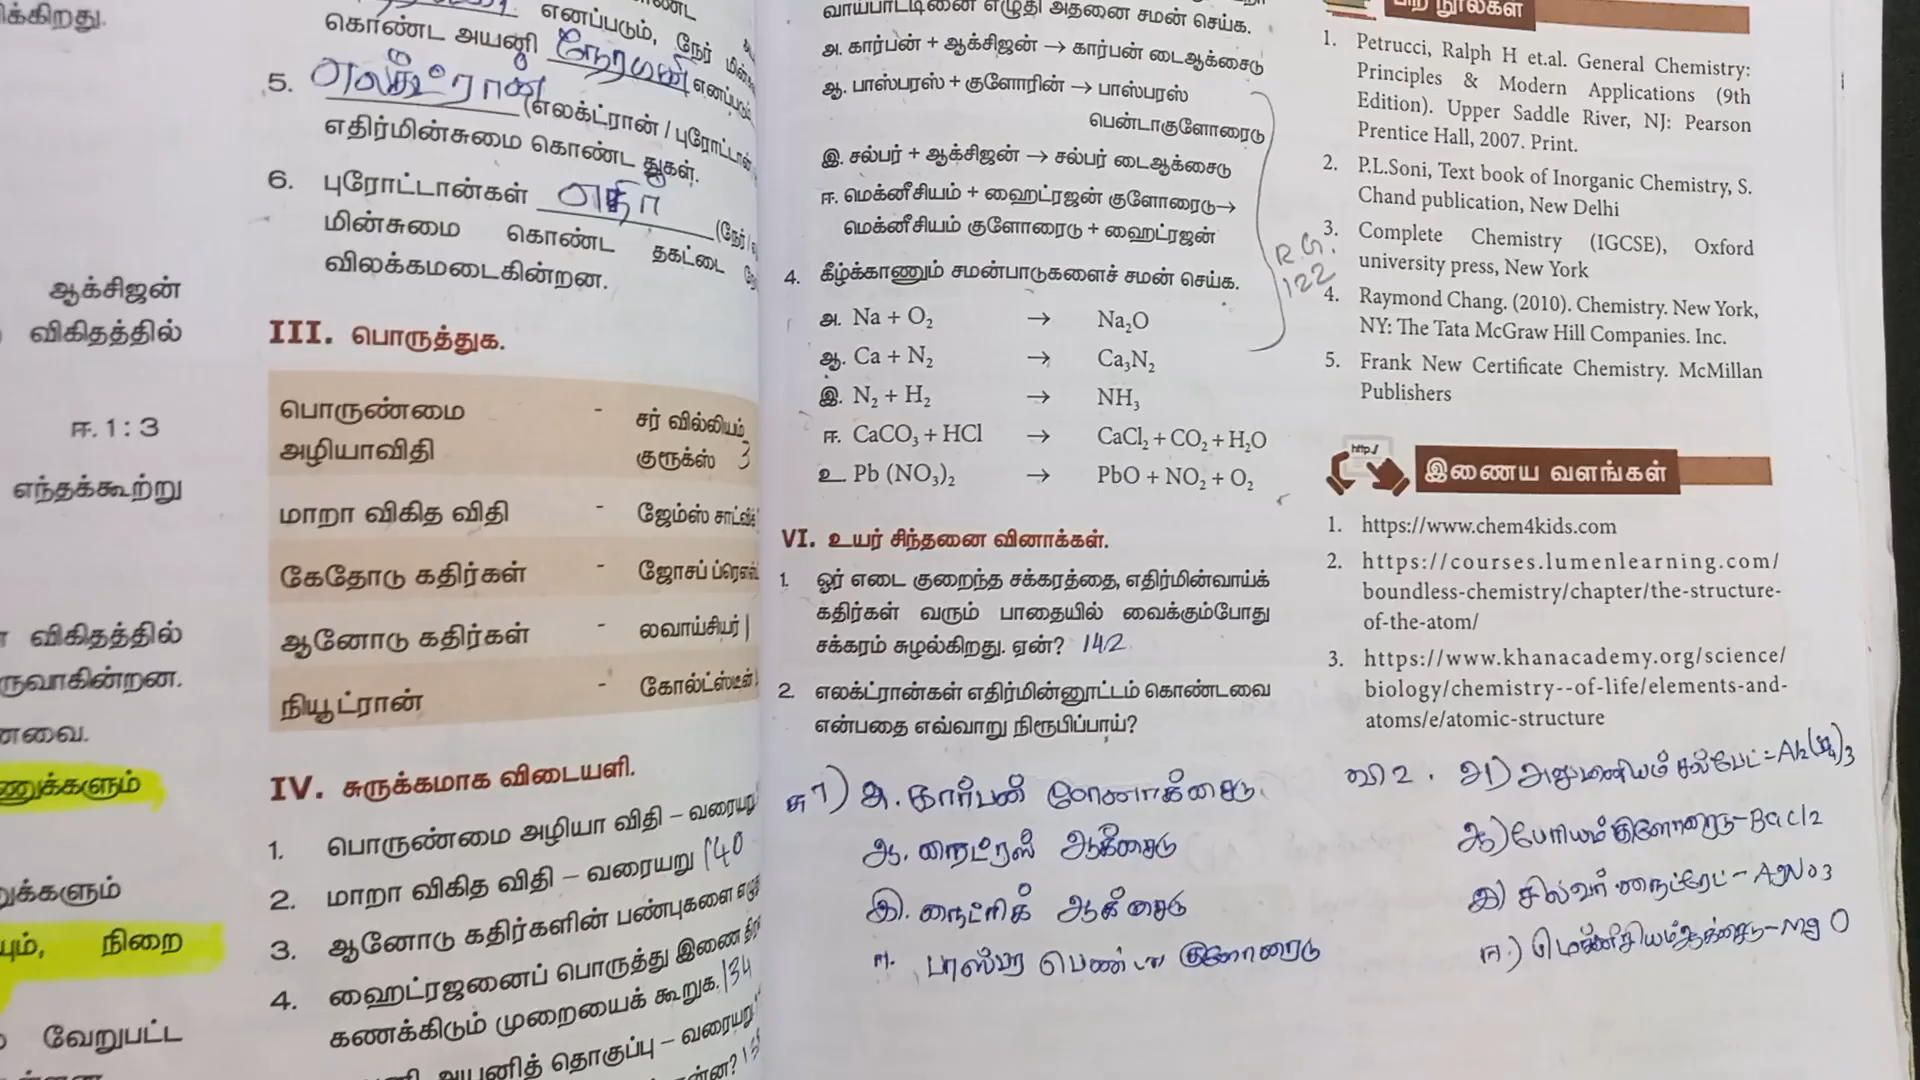 ிக்கிறது.
ஆக்சிஜன்
விகிதத்தில்
ஈ. 1 : 3
எந்தக்கூற்று
விகிதத்தில்
ருவாகின்றன.
னவை.
ணுக்களும்
றுக்களும்
யும், நிறை
வேறுபட்ட
எனப்படும், நேர்
கொண்ட அயனி நேரயனி எனப்படும்
5. எலக்ட்ரான் (எலக்ட்ரான் / புரோட்டான்
எதிர்மின்சுமை கொண்ட துகள்.
6. புரோட்டான்கள் எதிர (நேர்/எ
மின்சுமை கொண்ட தகட்டை நோ
விலக்கமடைகின்றன.
III. பொருத்துக.
பொருண்மை - சர் வில்லியம்
அழியாவிதி குரூக்ஸ் 3
மாறா விகித விதி - ஜேம்ஸ் சாட்விக்
கேதோடு கதிர்கள் - ஜோசப் ப்ரௌஸ்ட்
ஆனோடு கதிர்கள் - லவாய்சியர் 1
நியூட்ரான் - கோல்ட்ஸ்டீன்
IV. சுருக்கமாக விடையளி.
1. பொருண்மை அழியா விதி – வரையறு
2. மாறா விகித விதி – வரையறு 140
3. ஆனோடு கதிர்களின் பண்புகளை எழுது
4. ஹைட்ரஜனைப் பொருத்து இணை திற
கணக்கிடும் முறையைக் கூறுக. 134
அயனித் தொகுப்பு – வரையறு
வாய்பாட்டினை எழுதி அதனை சமன் செய்க.
அ. கார்பன் + ஆக்சிஜன் → கார்பன் டைஆக்சைடு
ஆ. பாஸ்பரஸ் + குளோரின் → பாஸ்பரஸ்
பென்டாகுளோரைடு
இ. சல்பர் + ஆக்சிஜன் → சல்பர் டைஆக்சைடு
ஈ. மெக்னீசியம் + ஹைட்ரஜன் குளோரைடு→
மெக்னீசியம் குளோரைடு + ஹைட்ரஜன்
R.G.
122
4. கீழ்க்காணும் சமன்பாடுகளைச் சமன் செய்க.
அ. Na + O₂ → Na₂O
ஆ. Ca + N₂ → Ca₃N₂
இ. N₂ + H₂ → NH₃
ஈ. CaCO₃ + HCl → CaCl₂ + CO₂ + H₂O
உ. Pb (NO₃)₂ → PbO + NO₂ + O₂
VI. உயர் சிந்தனை வினாக்கள்.
1. ஓர் எடை குறைந்த சக்கரத்தை, எதிர்மின்வாய்க்
கதிர்கள் வரும் பாதையில் வைக்கும்போது
சக்கரம் சுழல்கிறது. ஏன்? 142
2. எலக்ட்ரான்கள் எதிர்மின்னூட்டம் கொண்டவை
என்பதை எவ்வாறு நிரூபிப்பாய்?
அ. கார்பன் மோனாக்சைடு
ஆ. நைட்ரஸ் ஆக்சைடு
இ. நைட்ரிக் ஆக்சைடு
ஈ. பாஸ்பர பென்டா குளோரைடு
பிற நூல்கள்
1. Petrucci, Ralph H et.al. General Chemistry:
Principles & Modern Applications (9th
Edition). Upper Saddle River, NJ: Pearson
Prentice Hall, 2007. Print.
2. P.L.Soni, Text book of Inorganic Chemistry, S.
Chand publication, New Delhi
3. Complete Chemistry (IGCSE), Oxford
university press, New York
4. Raymond Chang. (2010). Chemistry. New York,
NY: The Tata McGraw Hill Companies. Inc.
5. Frank New Certificate Chemistry. McMillan
Publishers
http:/
இணைய வளங்கள்
1. https://www.chem4kids.com
2. https://courses.lumenlearning.com/
boundless-chemistry/chapter/the-structure-
of-the-atom/
3. https://www.khanacademy.org/science/
biology/chemistry--of-life/elements-and-
atoms/e/atomic-structure
வி 2. அ) அலுமினியம் சல்பேட் = Al₂(SO₄)3
ஆ) பேரியம் குளோரைடு - BaCl2
இ) சில்வர் நைட்ரேட் - AgNO3
ஈ.) மெக்னீசியம் ஆக்சைடு - MgO